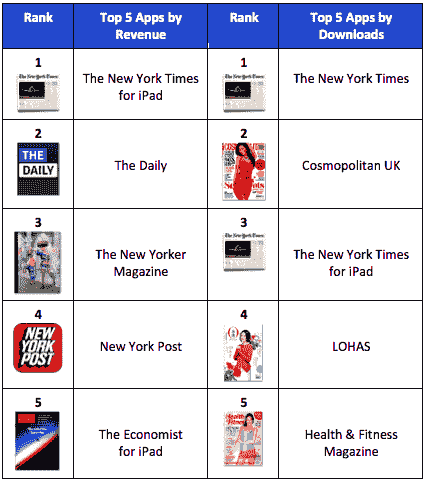 Rank
Top 5 Apps by
Revenue
Rank
Top 5 Apps by
Downloads
1
The New York Times
for iPad
1
The New York Times
2
THE
DAILY
The Daily
2
Cosmopolitan UK
3
The New Yorker
Magazine
3
The New York Times
for iPad
4
NEW
YORK
POST
New York Post
4
LOHAS
5
The Economist
for iPad
5
Health &
Fitness
Health & Fitness
Magazine